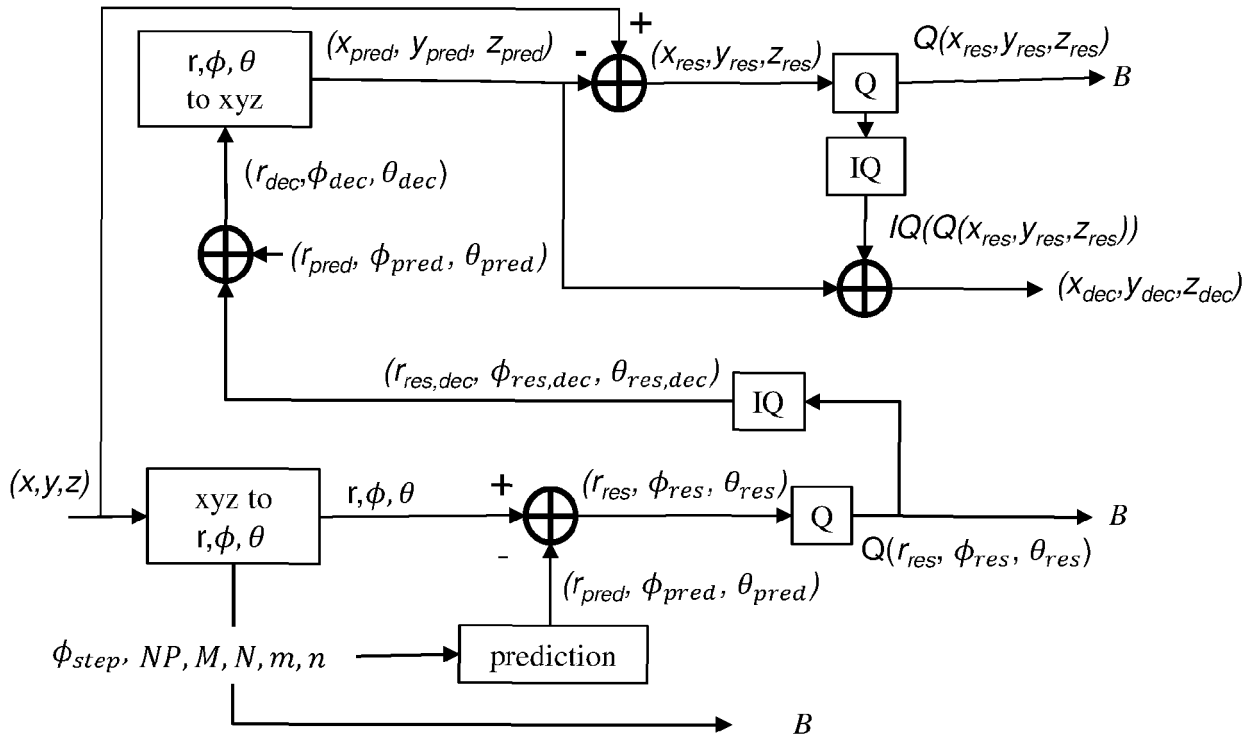 +
(x_pred, y_pred, z_pred)
-
(x_res,y_res,z_res)
Q(x_res,y_res,z_res)
r,ϕ,θ
to xyz
Q
B
IQ
(r_dec,ϕ_dec, θ_dec)
IQ(Q(x_res,y_res,z_res))
(r_pred, ϕ_pred, θ_pred)
(x_dec,y_dec,z_dec)
(r_res,dec, ϕ_res,dec, θ_res,dec)
IQ
(x,y,z)
xyz to
r,ϕ,θ
r,ϕ,θ
+
-
(r_res, ϕ_res, θ_res)
Q
B
Q(r_res, ϕ_res, θ_res)
(r_pred, ϕ_pred, θ_pred)
ϕ_step, NP, M, N, m, n
prediction
B